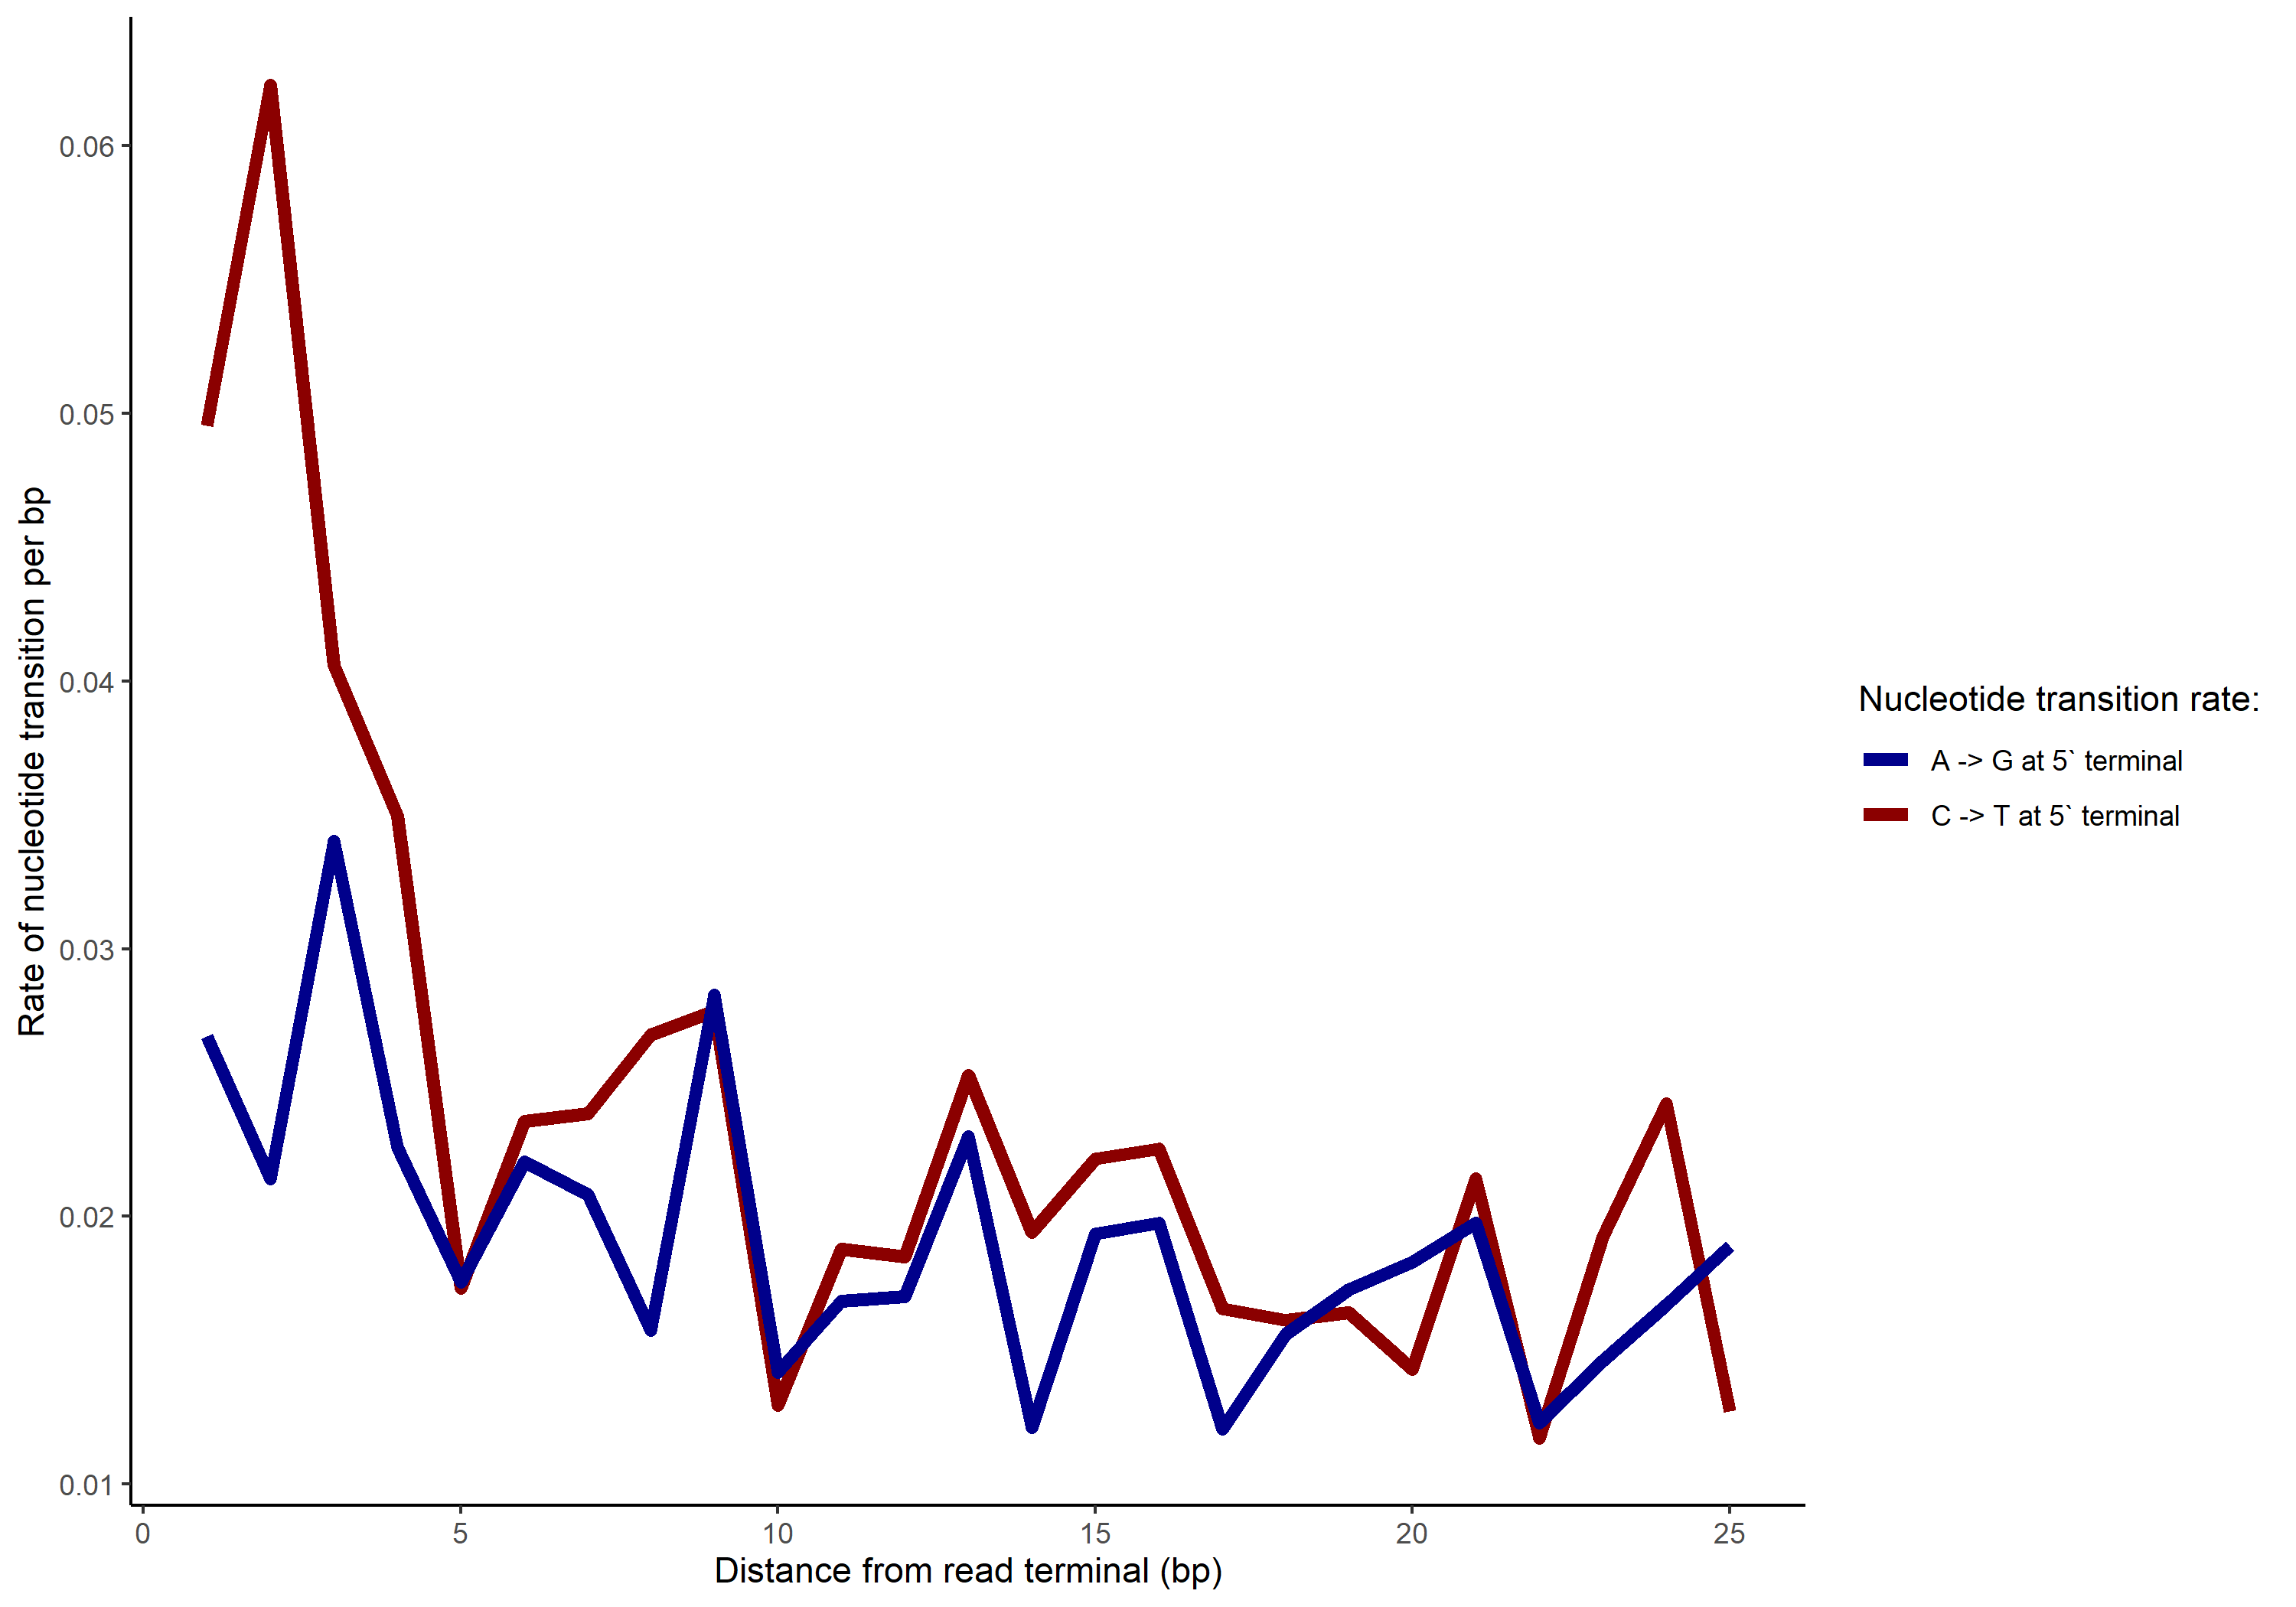 Rate of nucleotide transition per bp
0.06
0.05
0.04
0.03
0.02
0.01
0 5 10 15 20 25
Distance from read terminal (bp)
Nucleotide transition rate:
A -> G at 5` terminal
C -> T at 5` terminal